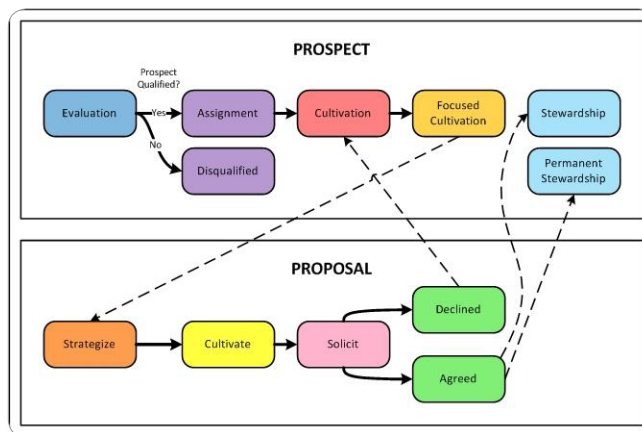 PROSPECT
Prospect
Qualified?
Evaluation
Yes
Assignment
Cultivation
Focused
Cultivation
Stewardship
No
Disqualified
Permanent
Stewardship
PROPOSAL
Declined
Strategize
Cultivate
Solicit
Agreed